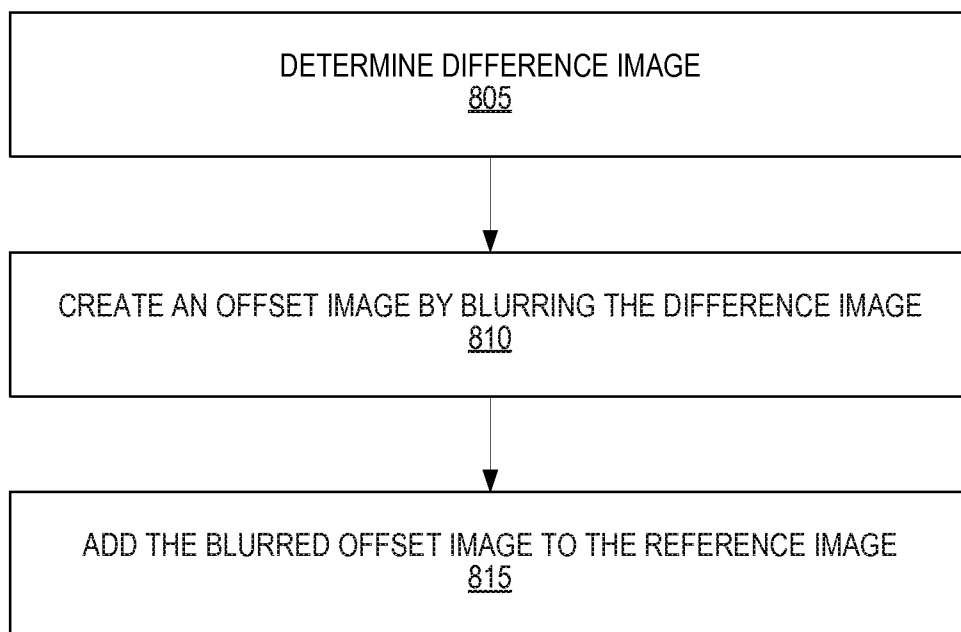 DETERMINE DIFFERENCE IMAGE
805
CREATE AN OFFSET IMAGE BY BLURRING THE DIFFERENCE IMAGE
810
ADD THE BLURRED OFFSET IMAGE TO THE REFERENCE IMAGE
815